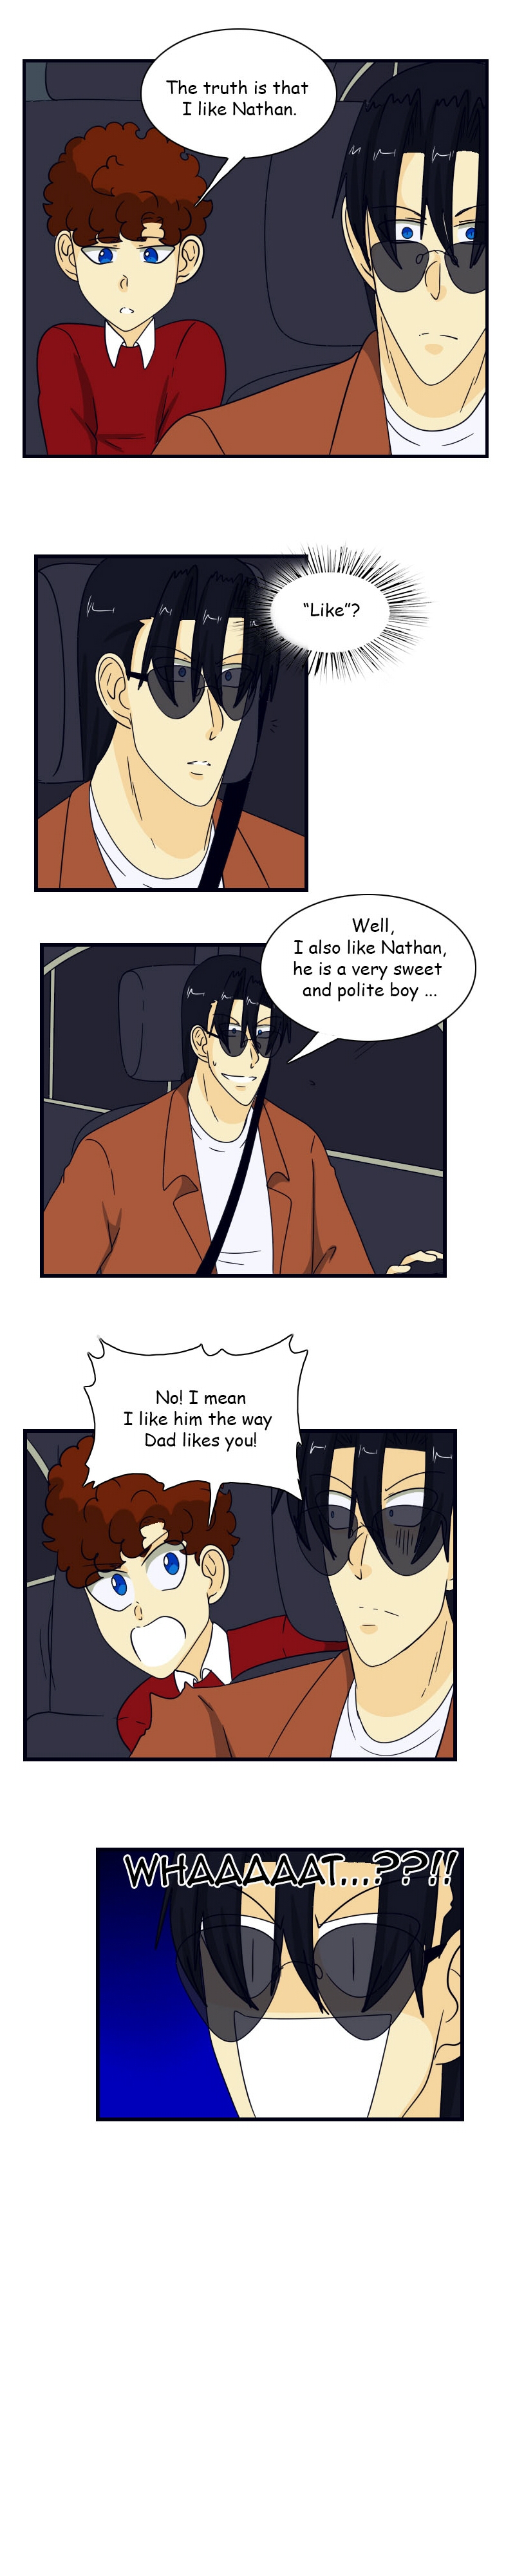 The truth is that
I like Nathan.
“Like”?
Well,
I also like Nathan,
he is a very sweet
and polite boy ...
No! I mean
I like him the way
Dad likes you!
WHAAAAAT...??!!